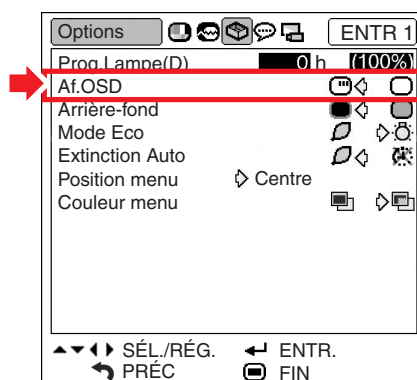 Options ENTR 1
Prog.Lampe(D) 0 h (100%)
Af.OSD
Arrière-fond
Mode Eco
Extinction Auto
Position menu Centre
Couleur menu
SÉL./RÉG. ENTR.
PRÉC FIN